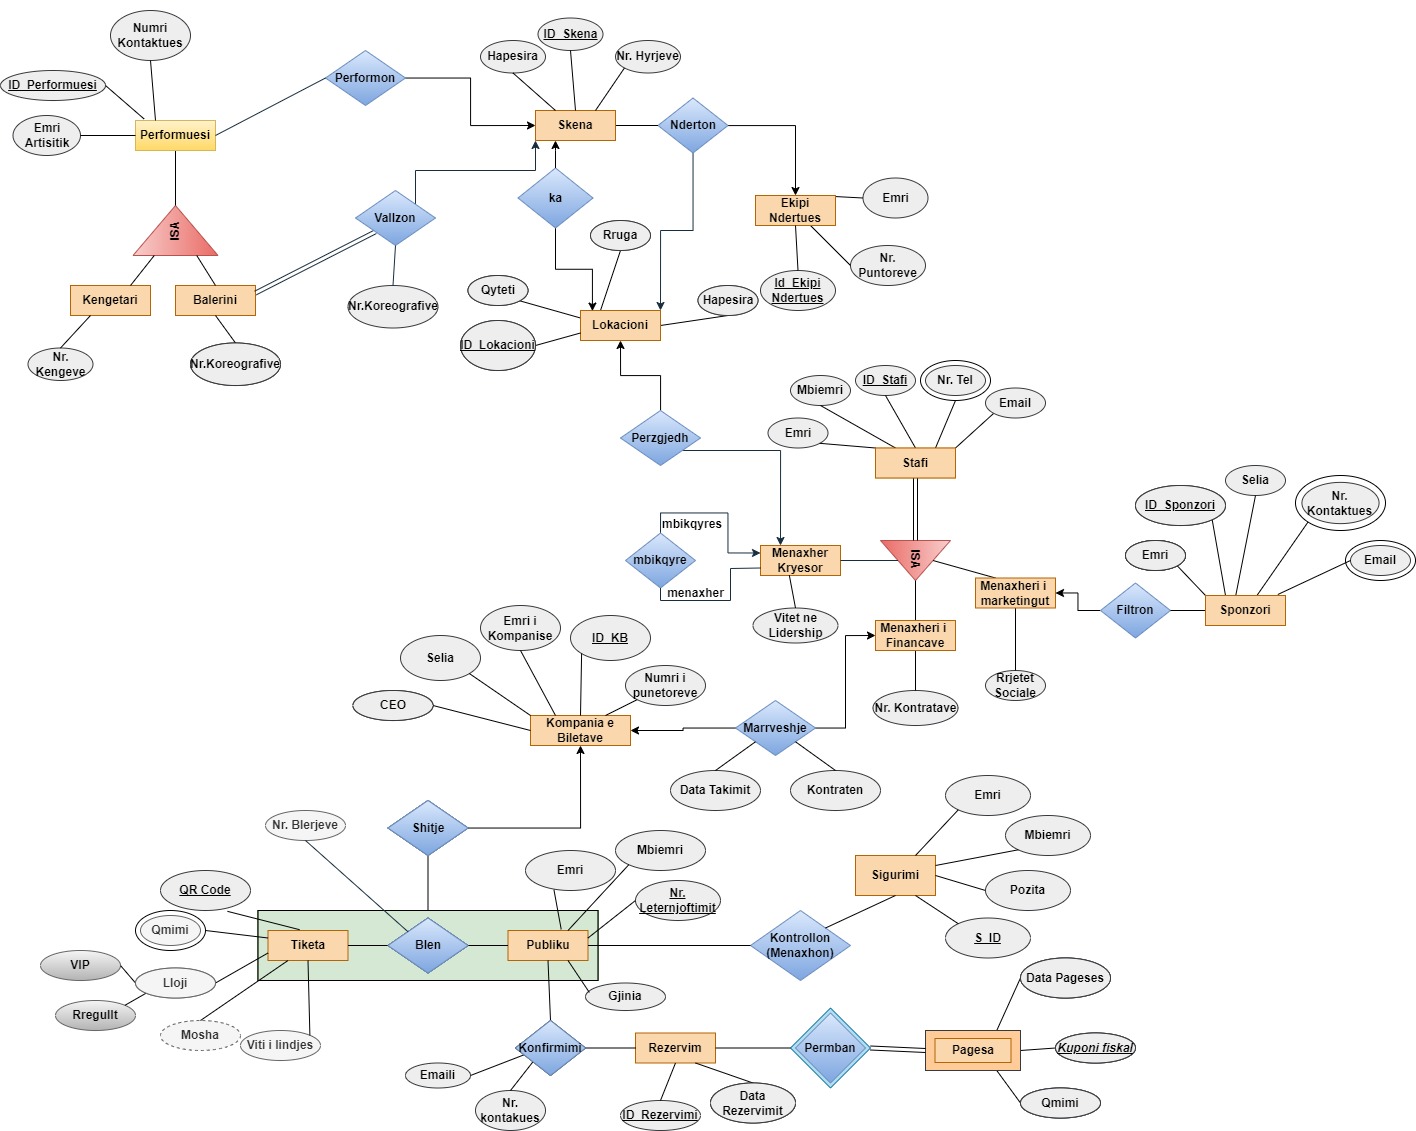 Numri
Kontaktues
ID_Performuesi
Emri
Artisitik
Performuesi
Performon
Hapesira
ID_Skena
Nr. Hyrjeve
Skena
Nderton
Ekipi
Ndertues
Emri
Nr.
Puntoreve
Id_Ekipi
Ndertues
ISA
Kengetari
Balerini
Nr.
Kengeve
Nr.Koreografive
Vallzon
Nr.Koreografive
ka
Rruga
Qyteti
ID_Lokacioni
Hapesira
Lokacioni
Perzgjedh
Mbiemri
ID_Stafi
Nr. Tel
Email
Emri
Stafi
mbikqyres
mbikqyre
menaxher
Menaxher
Kryesor
Vitet ne
Lidership
ISA
Menaxheri i
marketingut
Menaxheri i
Financave
Rrjetet
Sociale
Nr. Kontratave
Filtron
Sponzori
ID_Sponzori
Selia
Nr.
Kontaktues
Emri
Email
Emri i
Kompanise
ID_KB
Selia
Numri i
punetoreve
CEO
Kompania e
Biletave
Marrveshje
Data Takimit
Kontraten
Shitje
Nr. Blerjeve
QR Code
Qmimi
Tiketa
Blen
Publiku
VIP
Lloji
Rregullt
Mosha
Viti i lindjes
Emri
Mbiemri
Nr.
Leternjoftimit
Gjinia
Kontrollon
(Menaxhon)
Sigurimi
Emri
Mbiemri
Pozita
S_ID
Konfirmimi
Emaili
Nr.
kontakues
Rezervim
ID_Rezervimi
Data
Rezervimit
Permban
Pagesa
Data Pageses
Kuponi fiskal
Qmimi